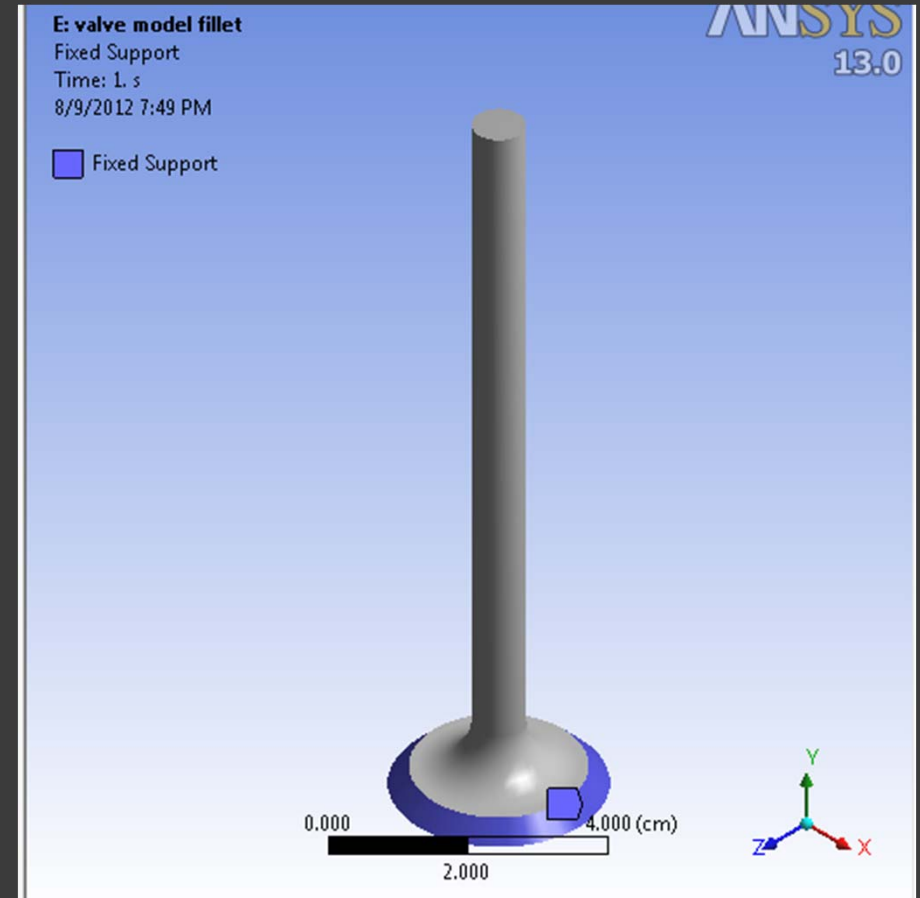 E: valve model fillet
Fixed Support
Time: 1. s
8/9/2012 7:49 PM
Fixed Support
ANSYS
13.0
0.000
4.000 (cm)
2.000
Y
Z
X